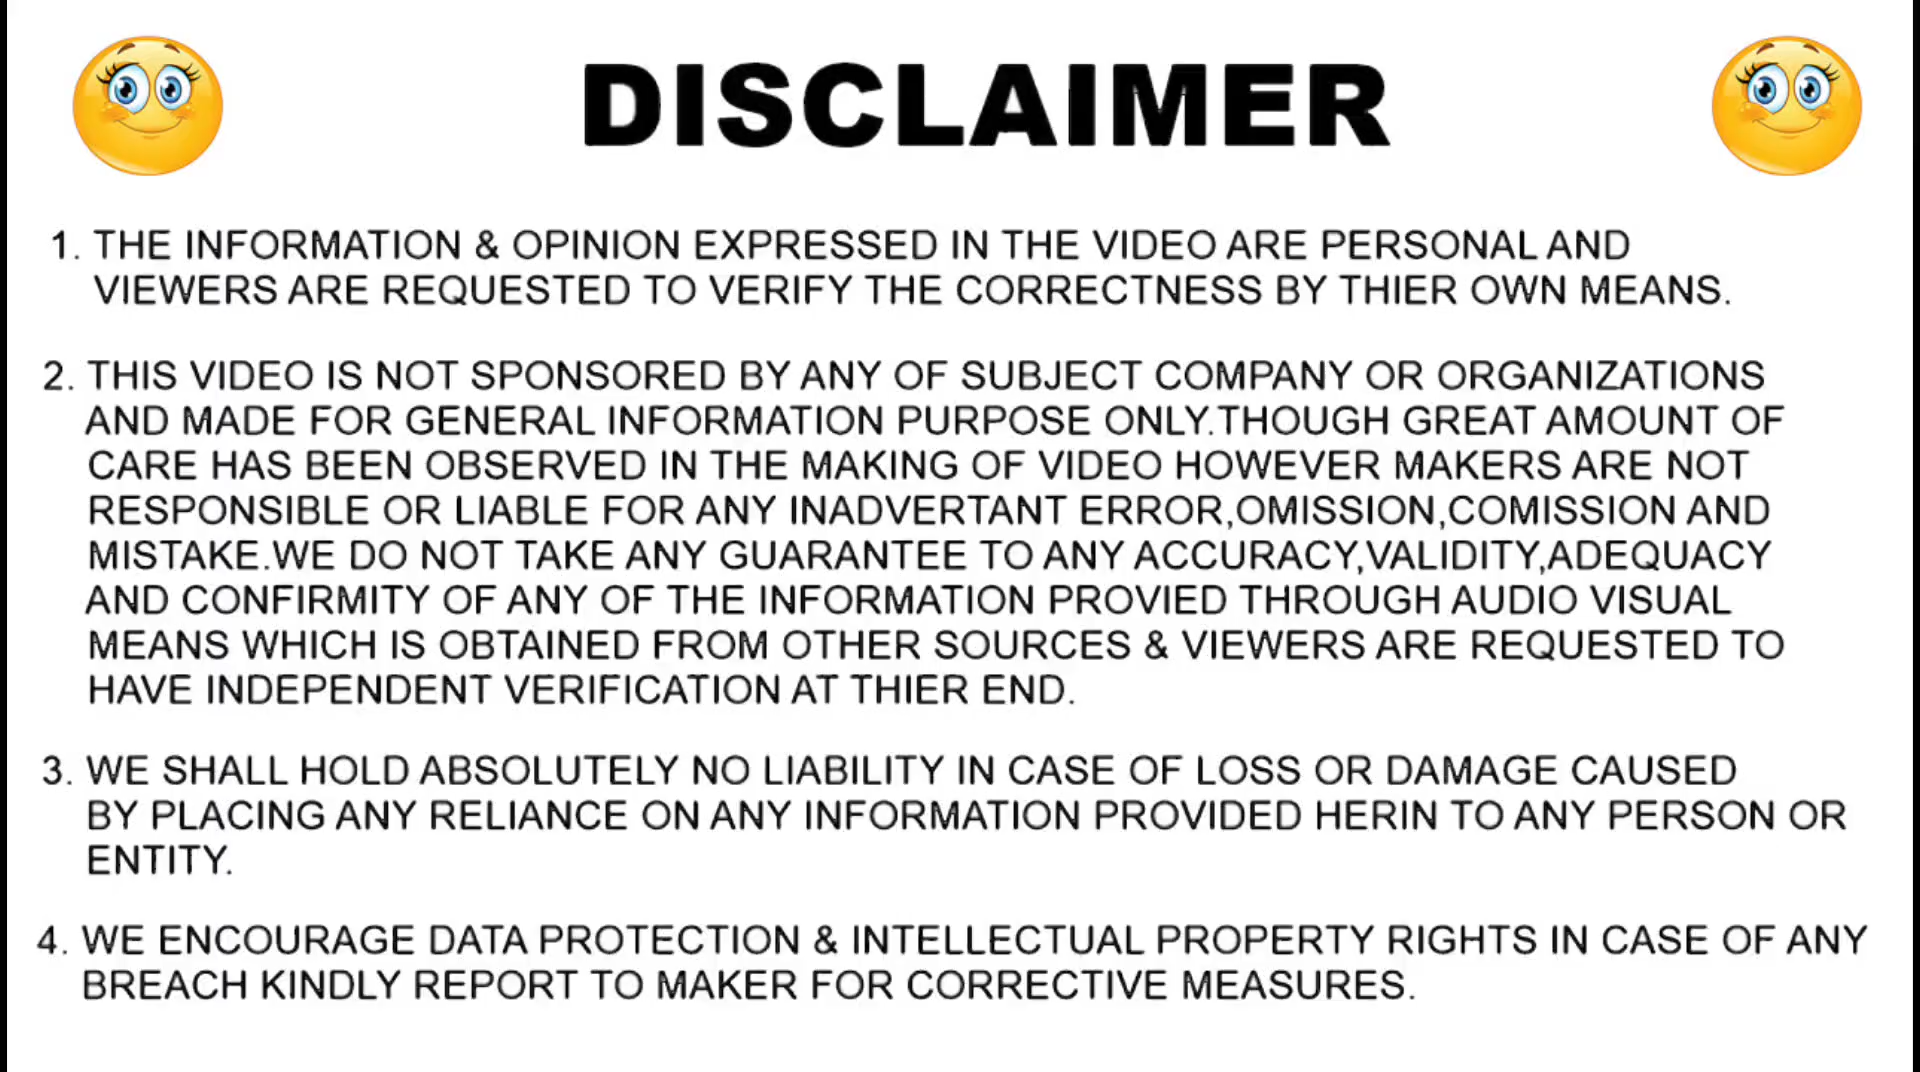 DISCLAIMER
1. THE INFORMATION & OPINION EXPRESSED IN THE VIDEO ARE PERSONAL AND
VIEWERS ARE REQUESTED TO VERIFY THE CORRECTNESS BY THIER OWN MEANS.
2. THIS VIDEO IS NOT SPONSORED BY ANY OF SUBJECT COMPANY OR ORGANIZATIONS
AND MADE FOR GENERAL INFORMATION PURPOSE ONLY.THOUGH GREAT AMOUNT OF
CARE HAS BEEN OBSERVED IN THE MAKING OF VIDEO HOWEVER MAKERS ARE NOT
RESPONSIBLE OR LIABLE FOR ANY INADVERTANT ERROR,OMISSION,COMISSION AND
MISTAKE.WE DO NOT TAKE ANY GUARANTEE TO ANY ACCURACY,VALIDITY,ADEQUACY
AND CONFIRMITY OF ANY OF THE INFORMATION PROVIED THROUGH AUDIO VISUAL
MEANS WHICH IS OBTAINED FROM OTHER SOURCES & VIEWERS ARE REQUESTED TO
HAVE INDEPENDENT VERIFICATION AT THIER END.
3. WE SHALL HOLD ABSOLUTELY NO LIABILITY IN CASE OF LOSS OR DAMAGE CAUSED
BY PLACING ANY RELIANCE ON ANY INFORMATION PROVIDED HERIN TO ANY PERSON OR
ENTITY.
4. WE ENCOURAGE DATA PROTECTION & INTELLECTUAL PROPERTY RIGHTS IN CASE OF ANY
BREACH KINDLY REPORT TO MAKER FOR CORRECTIVE MEASURES.